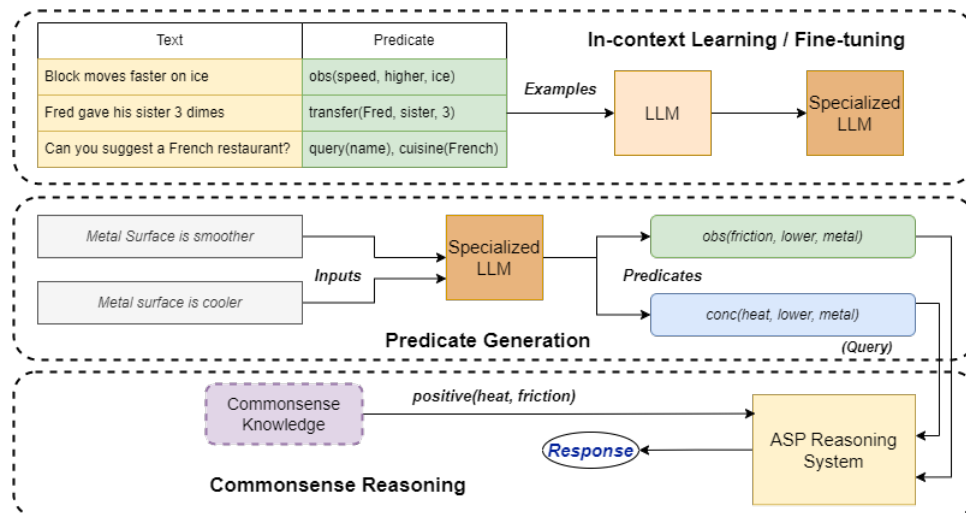 Text Predicate
In-context Learning / Fine-tuning
Block moves faster on ice obs(speed, higher, ice)
Fred gave his sister 3 dimes transfer(Fred, sister, 3)
Can you suggest a French restaurant? query(name), cuisine(French)
Examples
LLM
Specialized
LLM
Metal Surface is smoother
Metal surface is cooler
Inputs
Specialized
LLM
Predicates
obs(friction, lower, metal)
conc(heat, lower, metal)
(Query)
Predicate Generation
Commonsense
Knowledge
positive(heat, friction)
ASP Reasoning
System
Response
Commonsense Reasoning